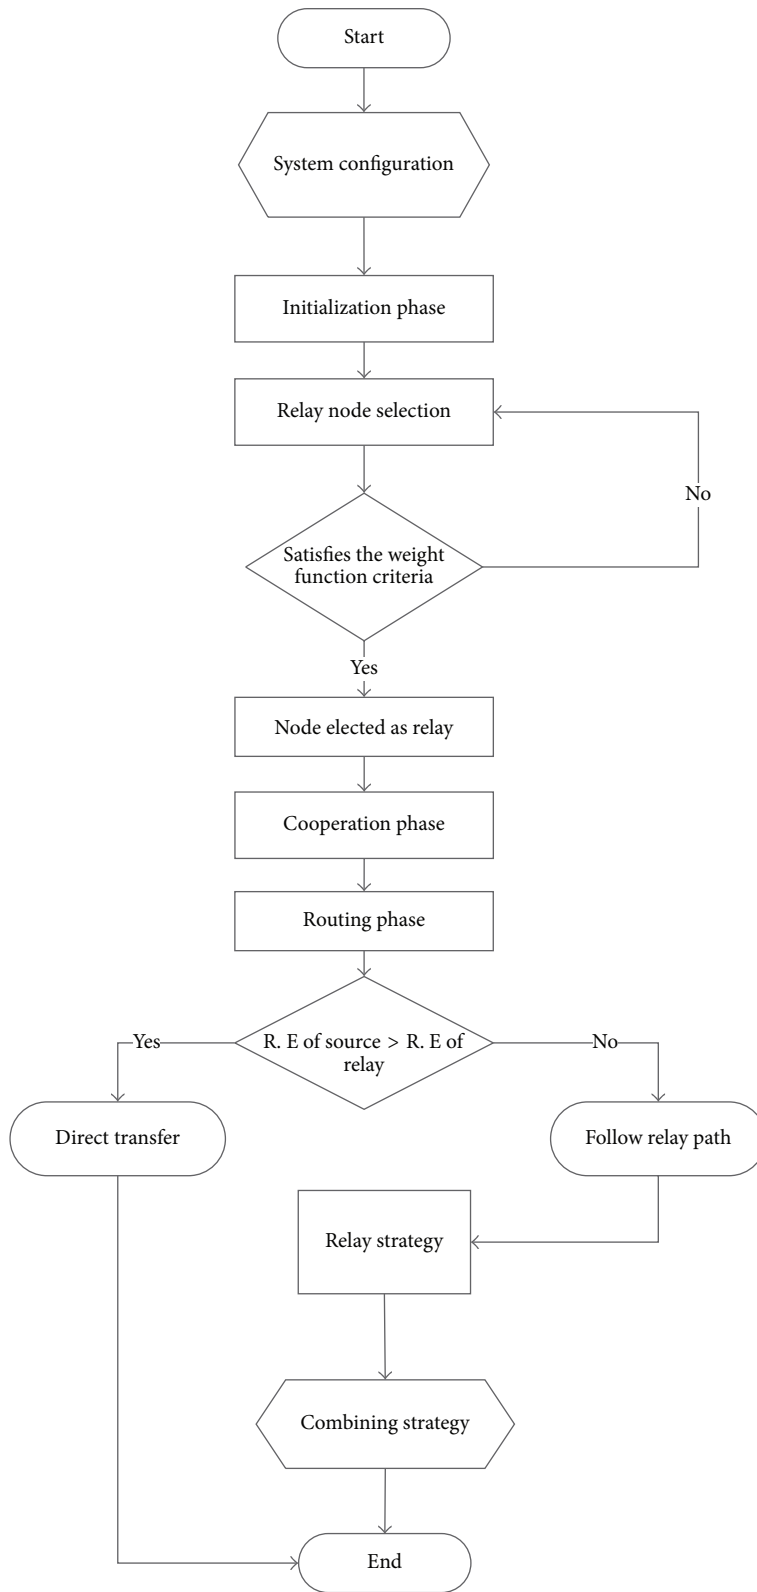 Start
System configuration
Initialization phase
Relay node selection
No
Satisfies the weight
function criteria
Yes
Node elected as relay
Cooperation phase
Routing phase
Yes
R. E of source > R. E of
relay
No
Direct transfer
Follow relay path
Relay strategy
Combining strategy
End